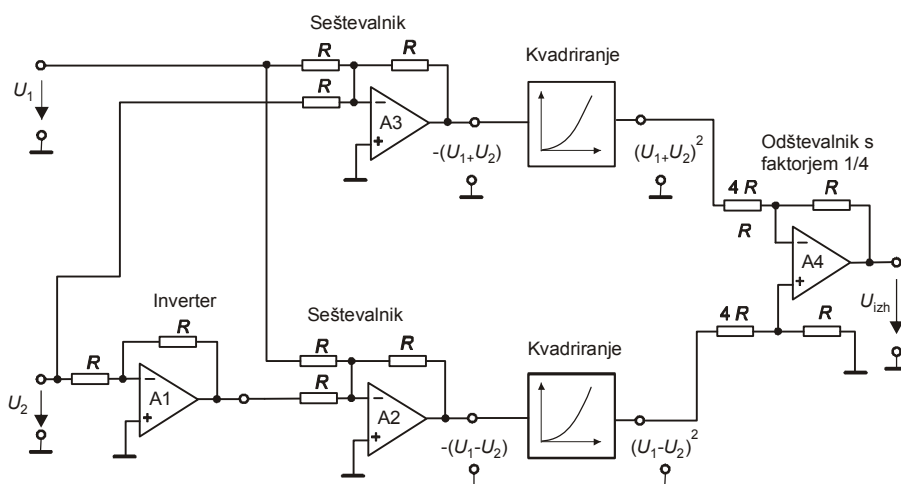 Seštevalnik
R
R
R
U1
A3
-(U1+U2)
Kvadriranje
(U1+U2)2
Odštevalnik s
faktorjem 1/4
4 R
R
R
A4
Uizh
4 R
R
Inverter
R
R
U2
A1
Seštevalnik
R
R
R
A2
-(U1-U2)
Kvadriranje
(U1-U2)2